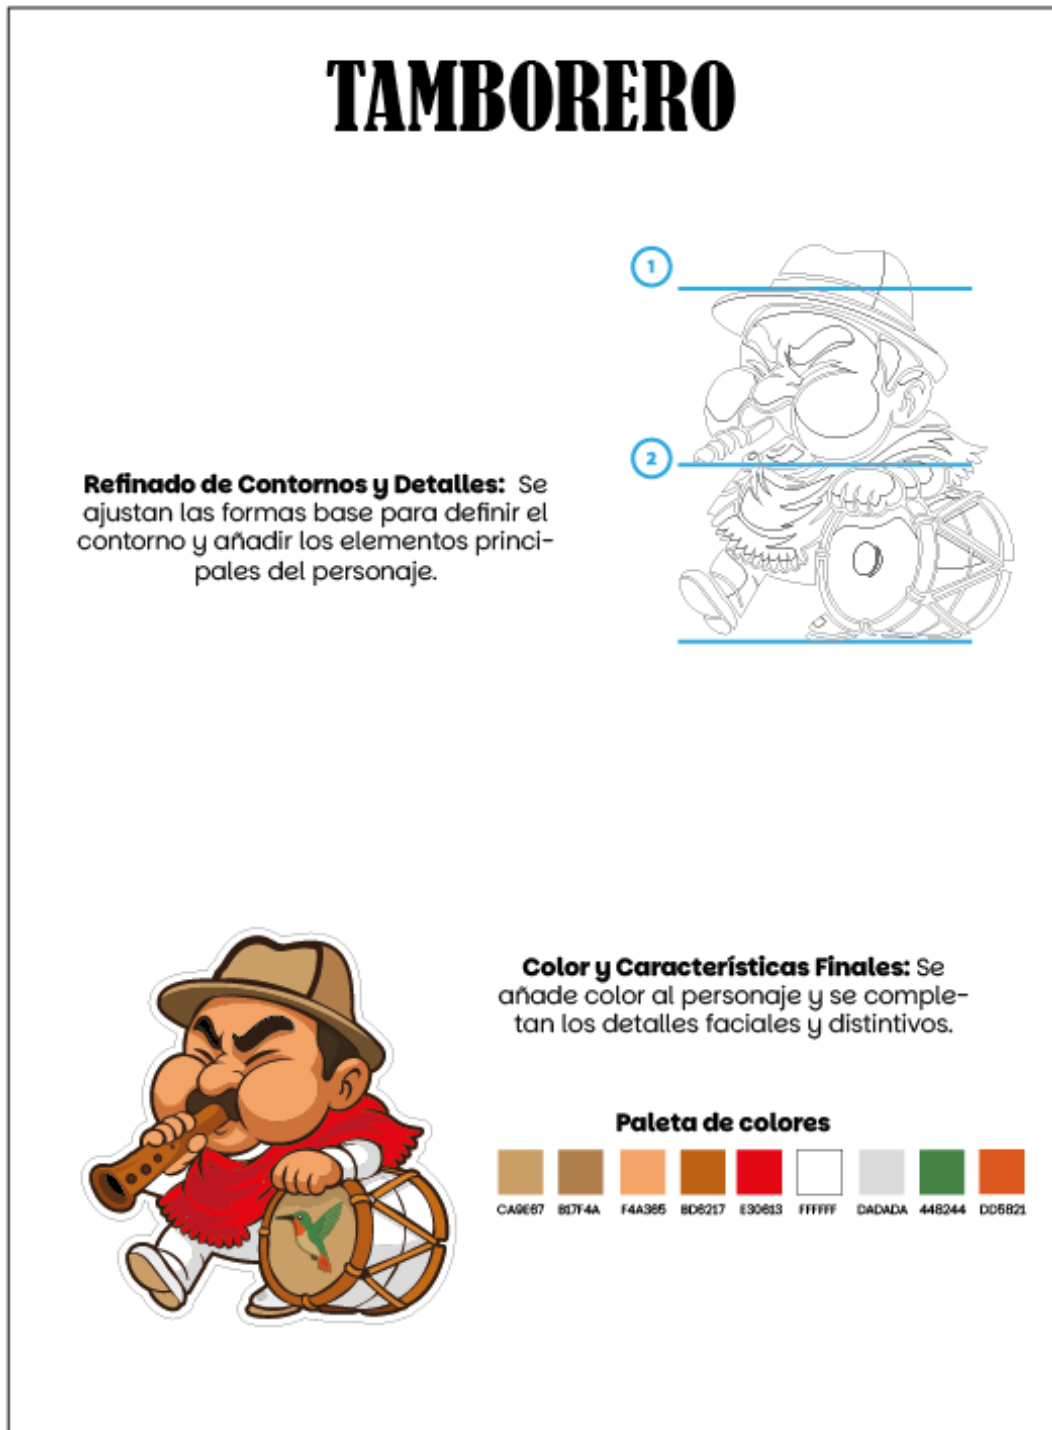 TAMBORERO
1
2
Refinado de Contornos y Detalles: Se
ajustan las formas base para definir el
contorno y añadir los elementos princi-
pales del personaje.
Color y Características Finales: Se
añade color al personaje y se comple-
tan los detalles faciales y distintivos.
Paleta de colores
CA9E67 B17F4A F4A365 BD6217 E30613 FFFFFF DADADA 448244 DD5821